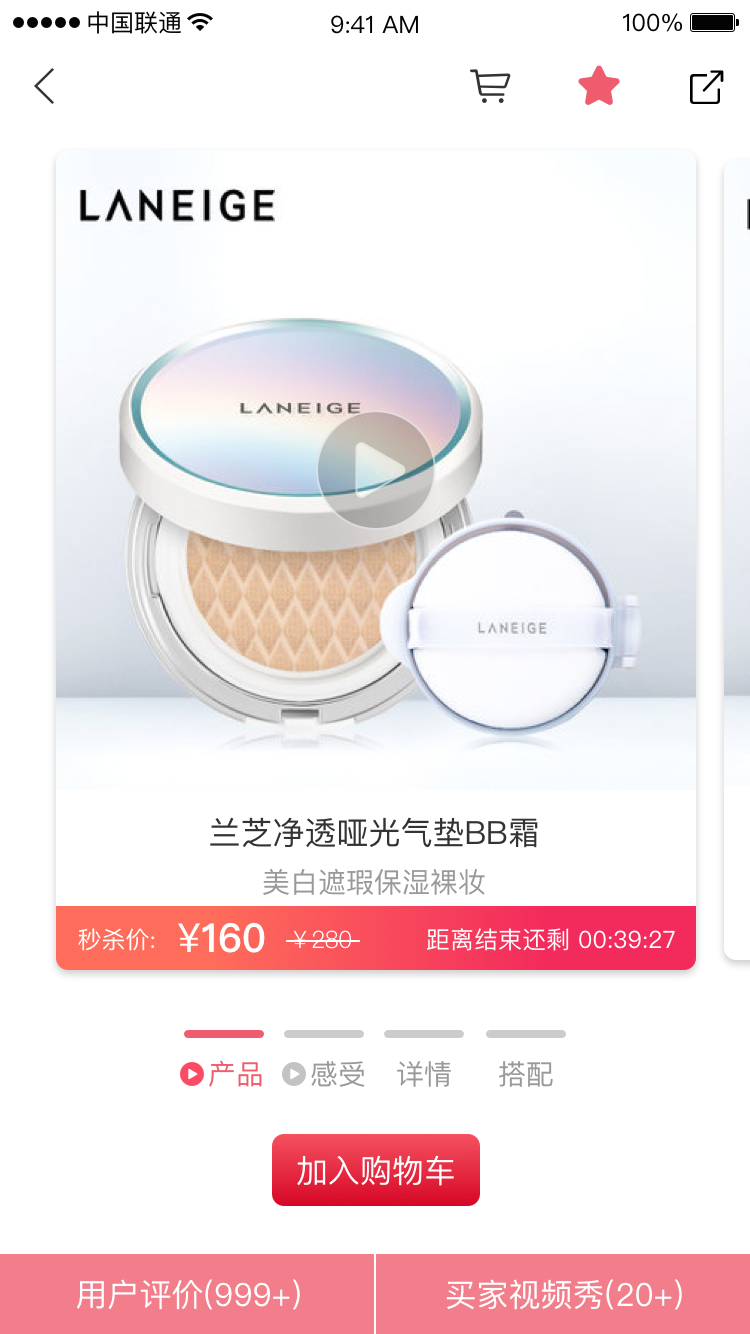 中国联通 9:41 AM 100%
LANEIGE
LANEIGE
LANEIGE
兰芝净透哑光气垫BB霜
美白遮瑕保湿裸妆
秒杀价: ¥160 ¥280 距离结束还剩 00:39:27
产品 感受 详情 搭配
加入购物车
用户评价(999+) 买家视频秀(20+)